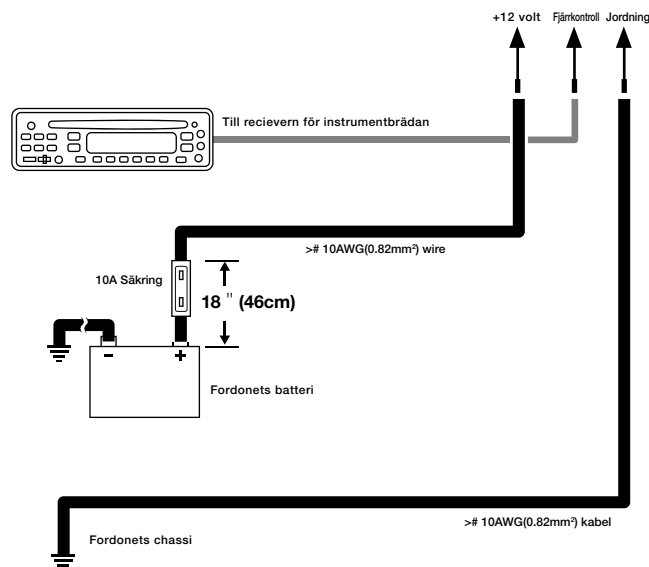 +12 volt Fjärrkontroll Jordning
Till recievern för instrumentbrädan
># 10AWG(0.82mm²) wire
10A Säkring
18 " (46cm)
− +
Fordonets batteri
># 10AWG(0.82mm²) kabel
Fordonets chassi